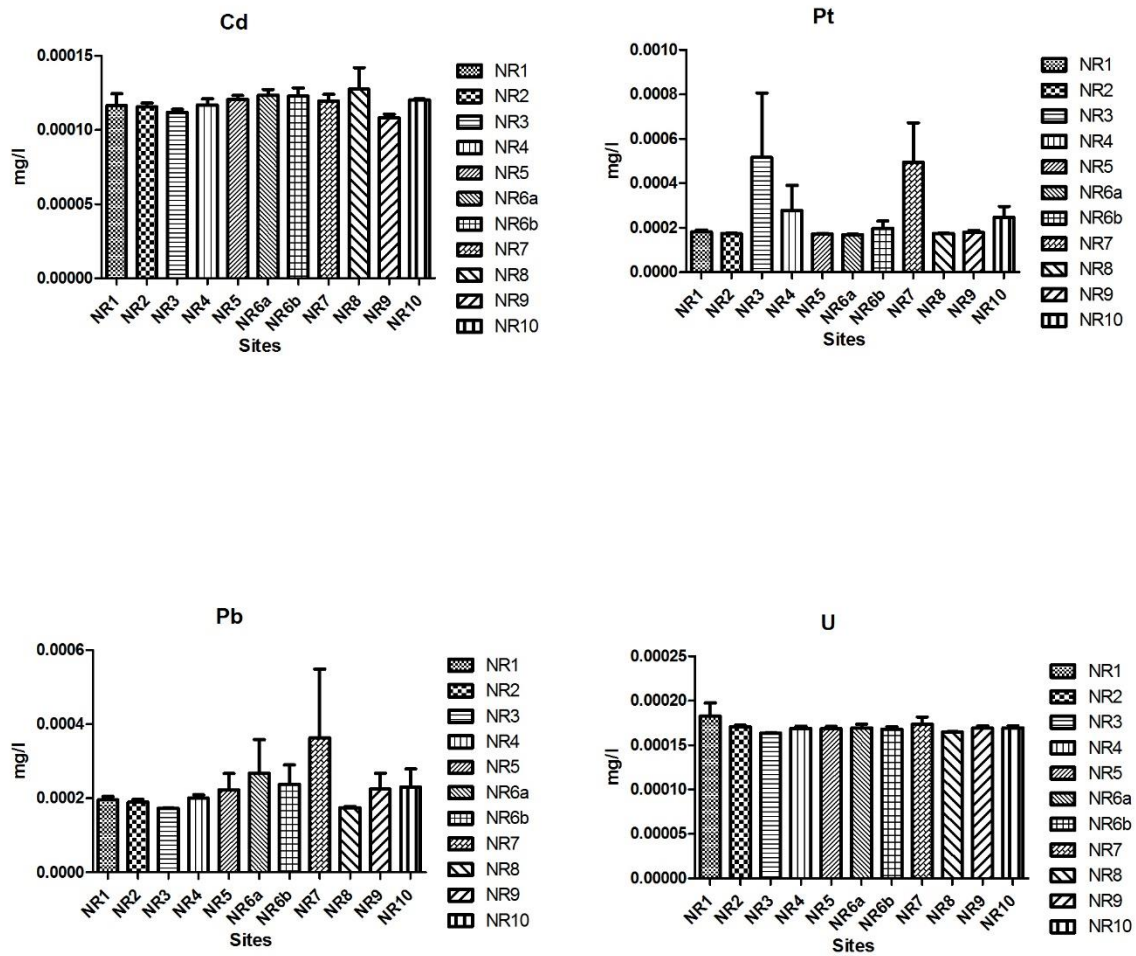 Cd
0.00015
0.00010
0.00005
0.00000
mg/l
NR1
NR2
NR3
NR4
NR5
NR6a
NR6b
NR7
NR8
NR9
NR10
Sites
NR1
NR2
NR3
NR4
NR5
NR6a
NR6b
NR7
NR8
NR9
NR10
Pt
0.0010
0.0008
0.0006
0.0004
0.0002
0.0000
mg/l
NR1
NR2
NR3
NR4
NR5
NR6a
NR6b
NR7
NR8
NR9
NR10
Sites
NR1
NR2
NR3
NR4
NR5
NR6a
NR6b
NR7
NR8
NR9
NR10
Pb
0.0006
0.0004
0.0002
0.0000
mg/l
NR1
NR2
NR3
NR4
NR5
NR6a
NR6b
NR7
NR8
NR9
NR10
Sites
NR1
NR2
NR3
NR4
NR5
NR6a
NR6b
NR7
NR8
NR9
NR10
U
0.00025
0.00020
0.00015
0.00010
0.00005
0.00000
mg/l
NR1
NR2
NR3
NR4
NR5
NR6a
NR6b
NR7
NR8
NR9
NR10
Sites
NR1
NR2
NR3
NR4
NR5
NR6a
NR6b
NR7
NR8
NR9
NR10